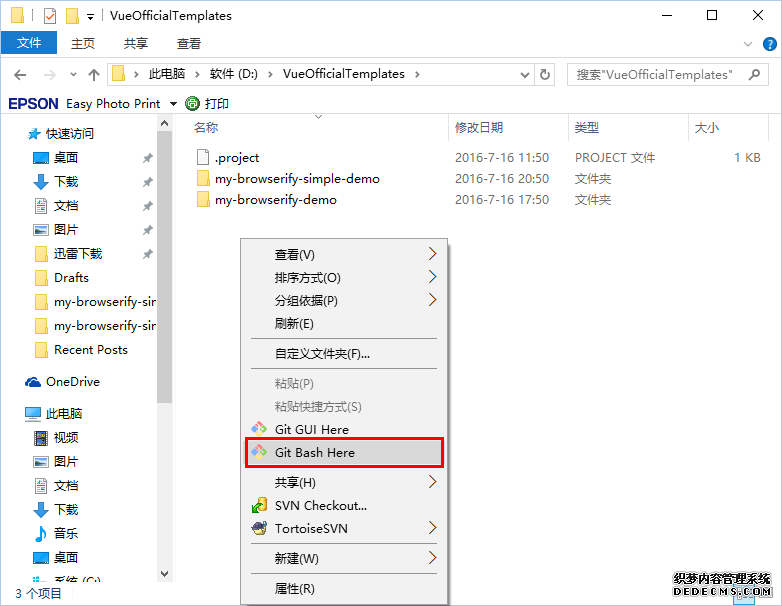 VueOfficialTemplates
文件 主页 共享 查看
此电脑 软件 (D:) VueOfficialTemplates 搜索"VueOfficialTemplates"
EPSON Easy Photo Print 打印
名称 修改日期 类型 大小
.project 2016-7-16 11:50 PROJECT 文件 1 KB
my-browserify-simple-demo 2016-7-16 20:50 文件夹
my-browserify-demo 2016-7-16 17:50 文件夹
快速访问
桌面
下载
文档
图片
迅雷下载
Drafts
my-browserify-sin
my-browserify-sin
Recent Posts
OneDrive
此电脑
视频
图片
文档
下载
音乐
桌面
系统 (C:)
查看(V)
排序方式(O)
分组依据(P)
刷新(E)
自定义文件夹(F)...
粘贴(P)
粘贴快捷方式(S)
Git GUI Here
Git Bash Here
共享(H)
SVN Checkout...
TortoiseSVN
新建(W)
属性(R)
3 个项目
织梦内容管理系统
DEDECMS.COM